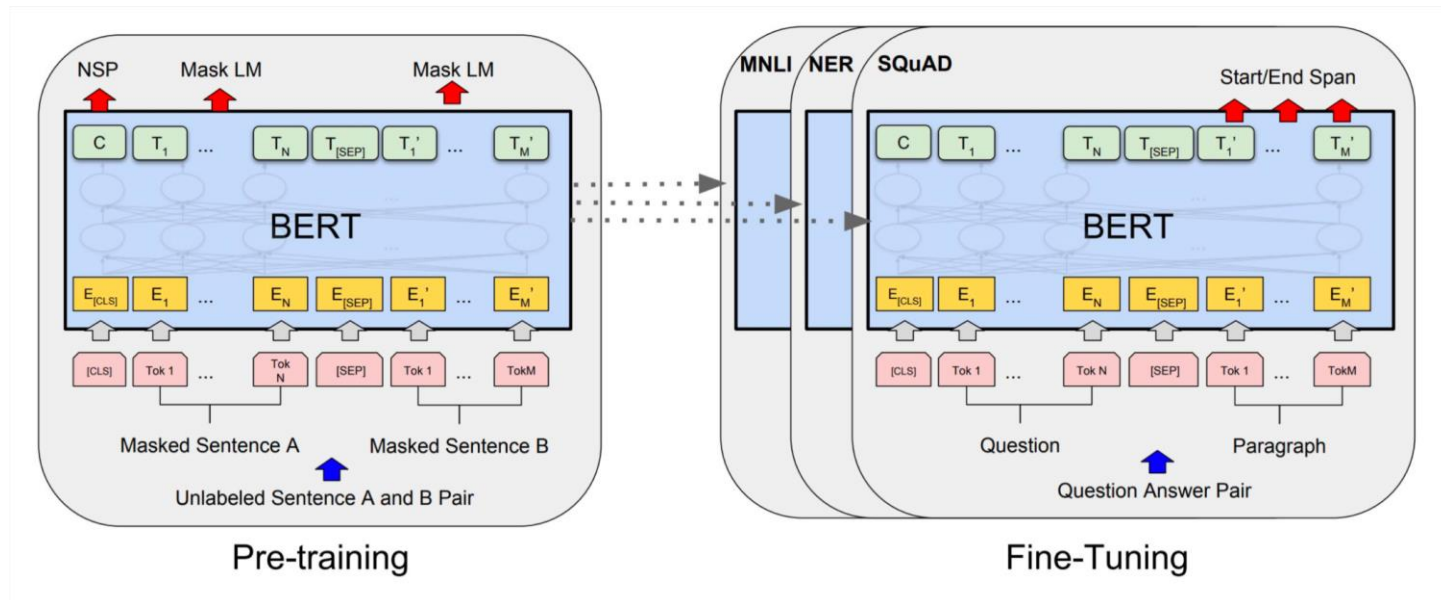 NSP Mask LM Mask LM
C T1 ... TN T[SEP] T1’ ... TM’
...
BERT
...
E[CLS] E1 ... EN E[SEP] E1’ ... EM’
[CLS] Tok 1 ... Tok N [SEP] Tok 1 ... TokM
Masked Sentence A Masked Sentence B
Unlabeled Sentence A and B Pair
Pre-training
MNLI NER SQuAD
Start/End Span
C T1 ... TN T[SEP] T1’ ... TM’
...
BERT
...
E[CLS] E1 ... EN E[SEP] E1’ ... EM’
[CLS] Tok 1 ... Tok N [SEP] Tok 1 ... TokM
Question Paragraph
Question Answer Pair
Fine-Tuning